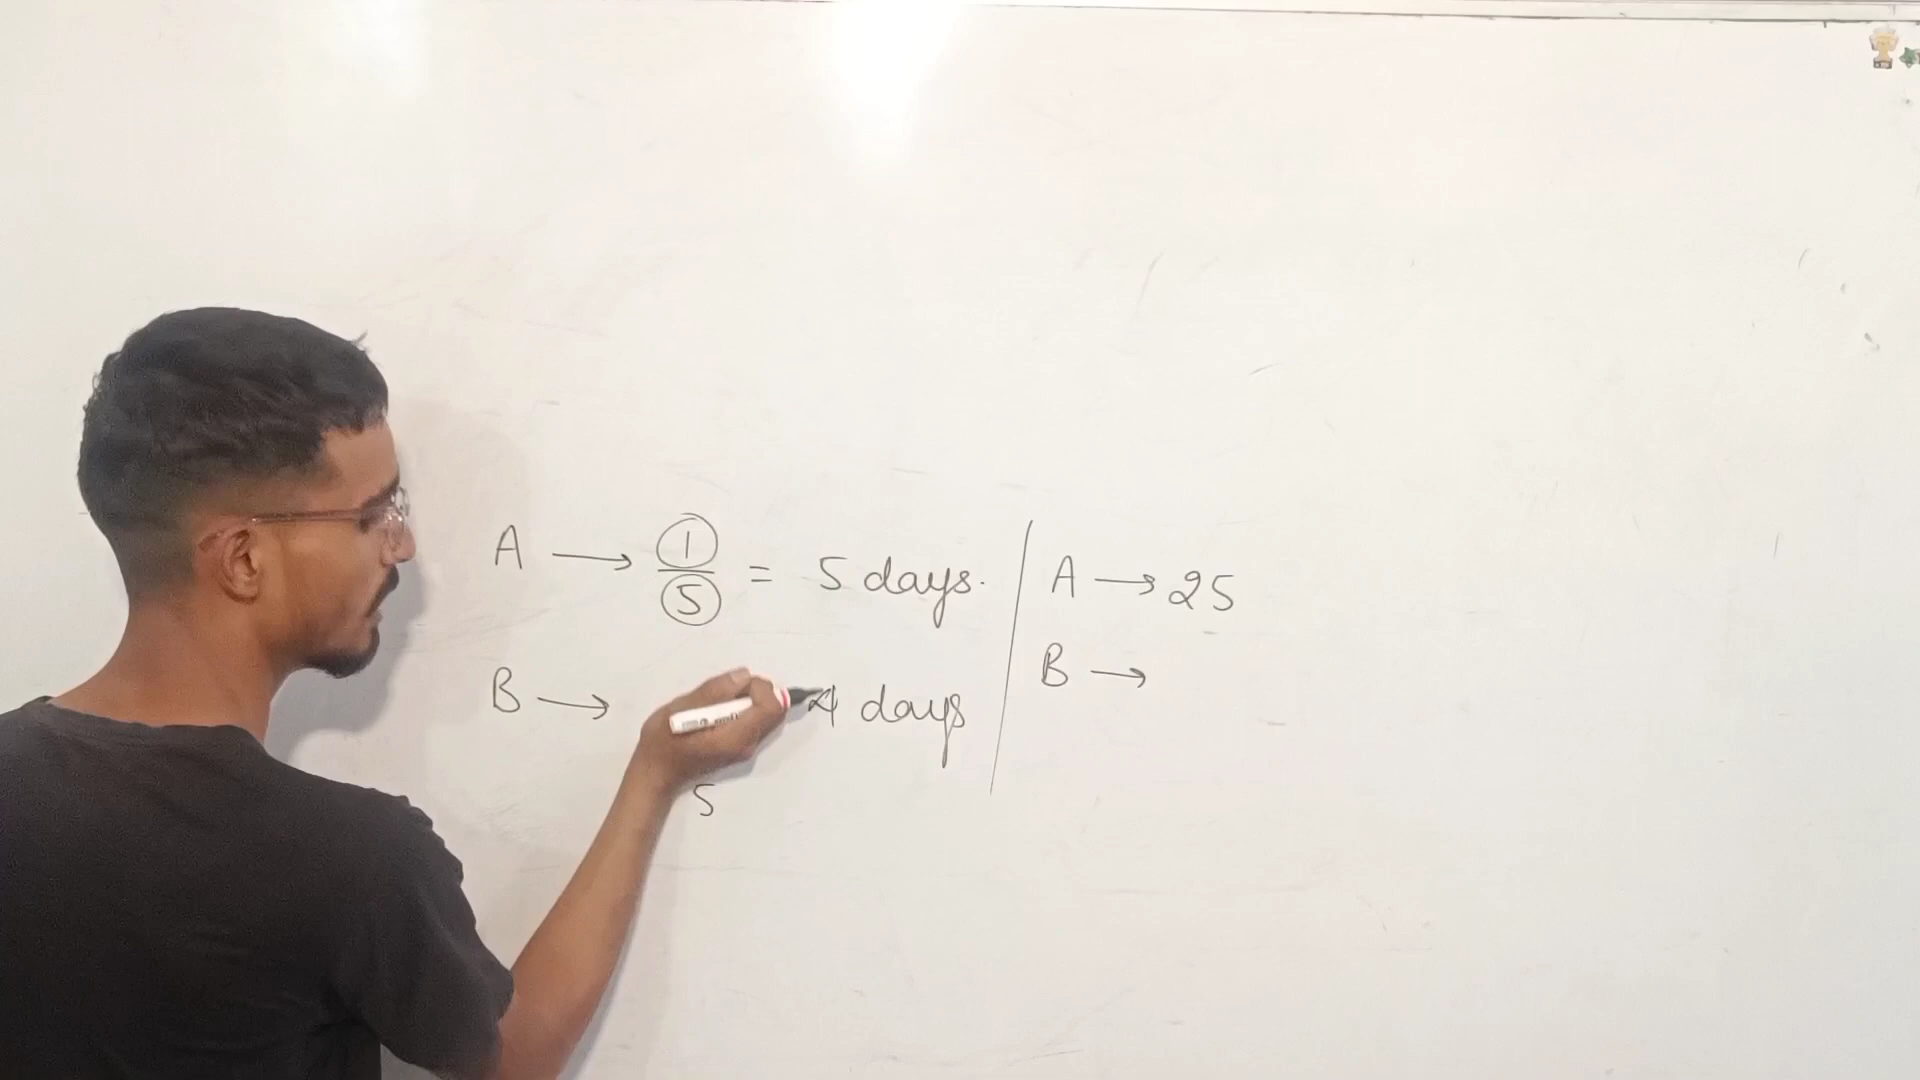 A → 1/5 = 5 days.
B → 4 days
5
A → 25
B →